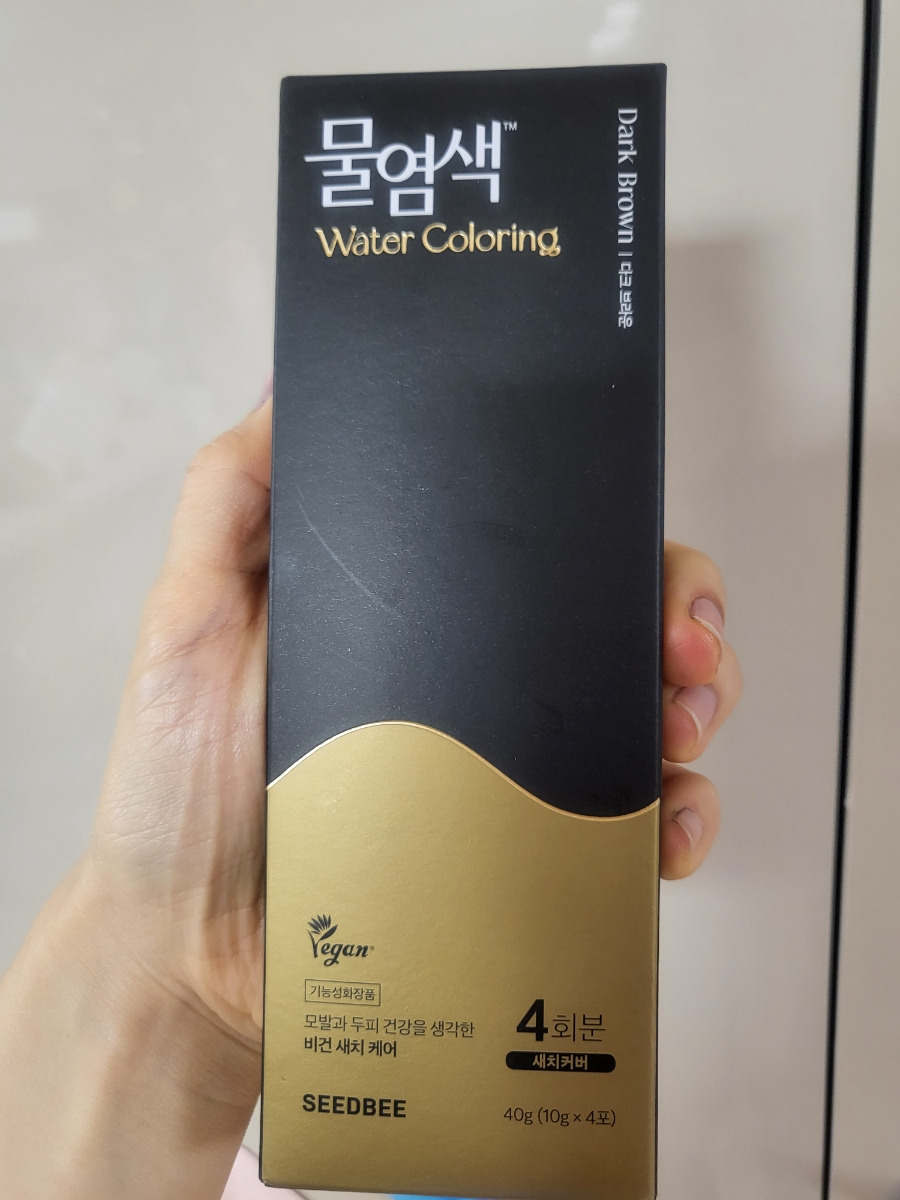 물염색™
Water Coloring
Dark Brown | 다크 브라운
Vegan®
기능성화장품
모발과 두피 건강을 생각한
비건 새치 케어
SEEDBEE
4회분
새치커버
40g (10g × 4포)